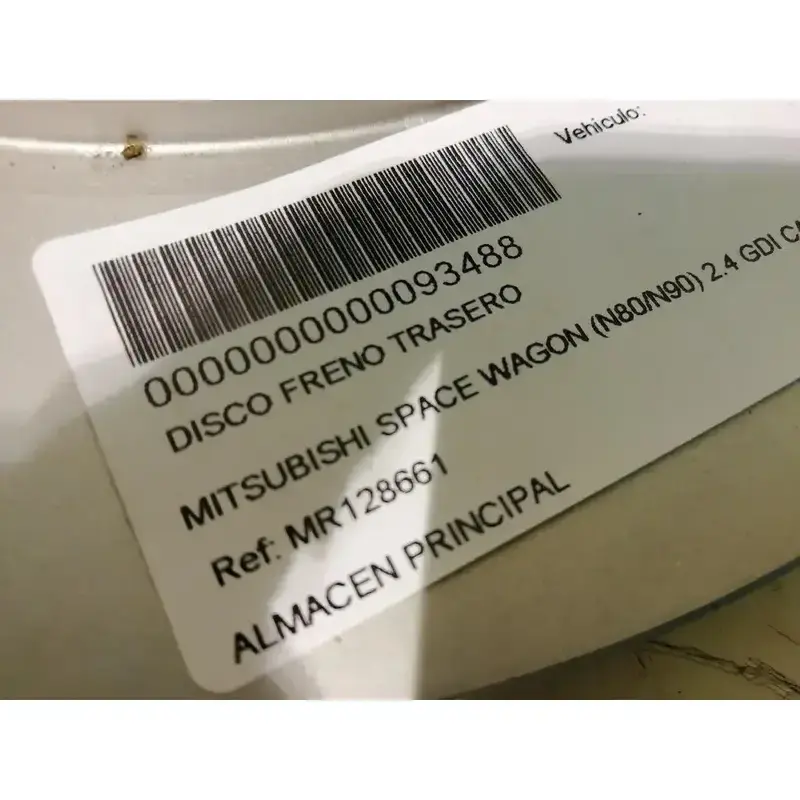 Vehiculo:
0000000000093488
DISCO FRENO TRASERO
MITSUBISHI SPACE WAGON (N80/N90) 2.4 GDI
Ref: MR128661
ALMACEN PRINCIPAL